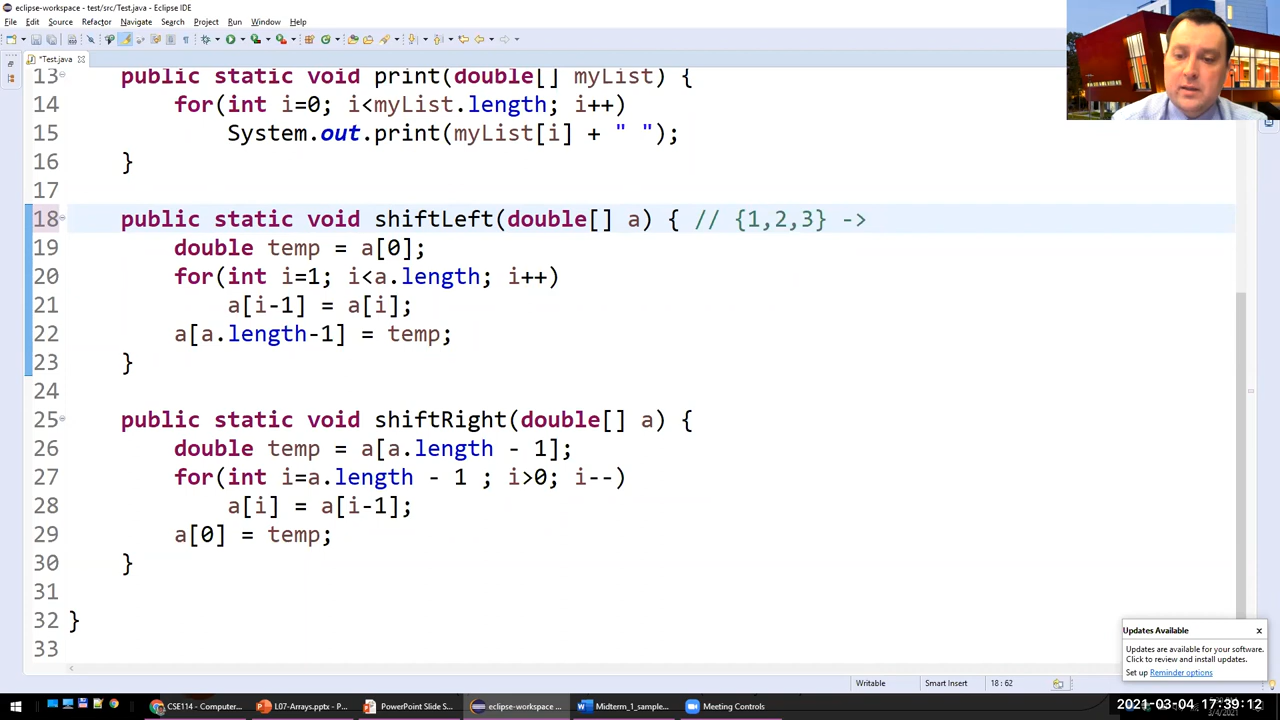 eclipse-workspace - test/src/Test.java - Eclipse IDE
File Edit Source Refactor Navigate Search Project Run Window Help
*Test.java
13 public static void print(double[] myList) {
14 for(int i=0; i<myList.length; i++)
15 System.out.print(myList[i] + " ");
16 }
17
18 public static void shiftLeft(double[] a) { // {1,2,3} ->
19 double temp = a[0];
20 for(int i=1; i<a.length; i++)
21 a[i-1] = a[i];
22 a[a.length-1] = temp;
23 }
24
25 public static void shiftRight(double[] a) {
26 double temp = a[a.length - 1];
27 for(int i=a.length - 1 ; i>0; i--)
28 a[i] = a[i-1];
29 a[0] = temp;
30 }
31
32 }
33
Updates Available
Updates are available for your software.
Click to review and install updates.
Set up Reminder options
Writable Smart Insert 18 : 62
CSE114 - Computer... L07-Arrays.pptx - P... PowerPoint Slide S... eclipse-workspace ... Midterm_1_sample... Meeting Controls
2021-03-04 17:39:12